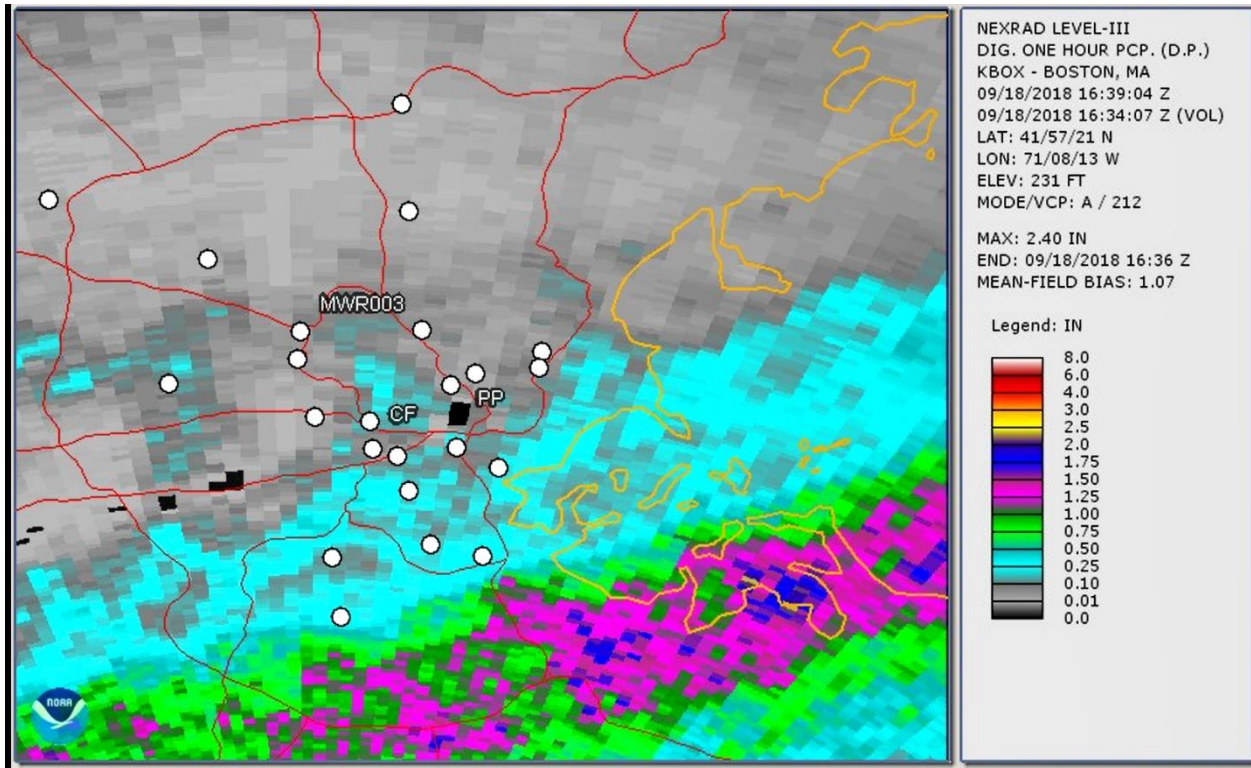 MWR003
CF
PP
NOAA
NEXRAD LEVEL-III
DIG. ONE HOUR PCP. (D.P.)
KBOX - BOSTON, MA
09/18/2018 16:39:04 Z
09/18/2018 16:34:07 Z (VOL)
LAT: 41/57/21 N
LON: 71/08/13 W
ELEV: 231 FT
MODE/VCP: A / 212
MAX: 2.40 IN
END: 09/18/2018 16:36 Z
MEAN-FIELD BIAS: 1.07
Legend: IN
8.0
6.0
4.0
3.0
2.5
2.0
1.75
1.50
1.25
1.00
0.75
0.50
0.25
0.10
0.01
0.0